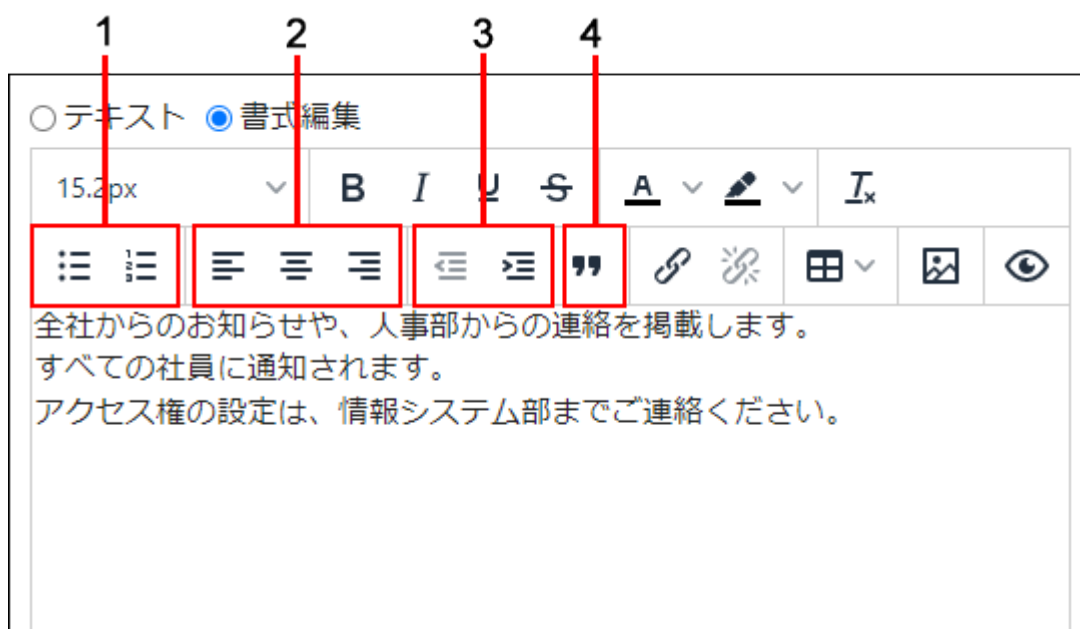 1 2 3 4
テキスト 書式編集
15.2px B I U S A Tx
全社からのお知らせや、人事部からの連絡を掲載します。
すべての社員に通知されます。
アクセス権の設定は、情報システム部までご連絡ください。